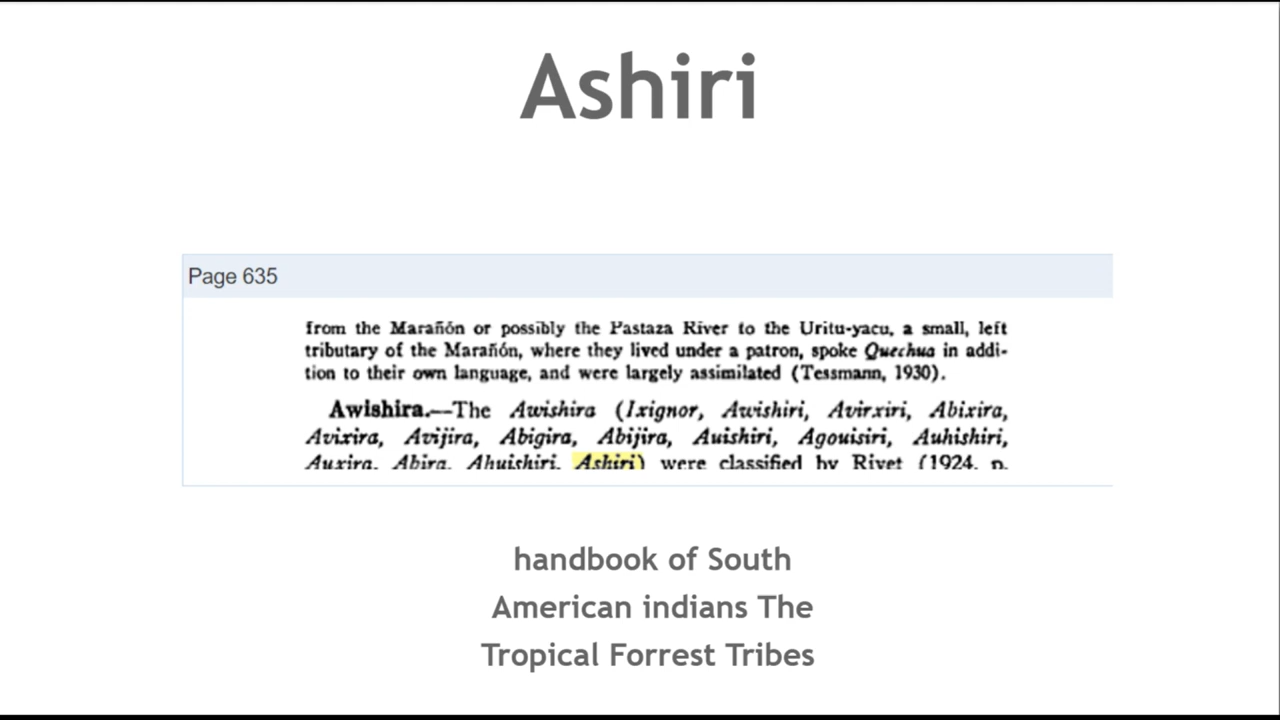 Ashiri
Page 635
from the Marañón or possibly the Pastaza River to the Uritu-yacu, a small, left
tributary of the Marañón, where they lived under a patron, spoke Quechua in addi-
tion to their own language, and were largely assimilated (Tessmann, 1930).
Awishira.—The Awishira (Ixignor, Awishiri, Avirxiri, Abixira,
Avixira, Avijira, Abigira, Abijira, Auishiri, Agouisiri, Auhishiri,
Auxira, Abira, Ahuishiri, Ashiri) were classified by Rivet (1924, p.
handbook of South
American indians The
Tropical Forrest Tribes